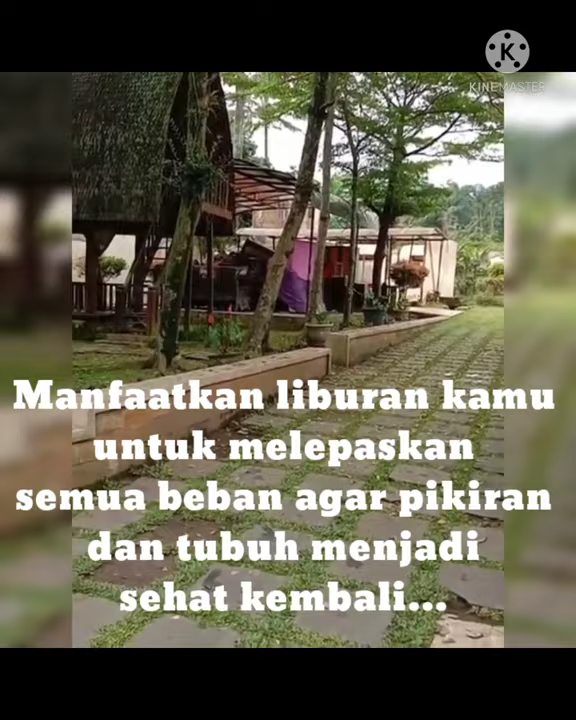 K
KINEMASTER
Manfaatkan liburan kamu
untuk melepaskan
semua beban agar pikiran
dan tubuh menjadi
sehat kembali...